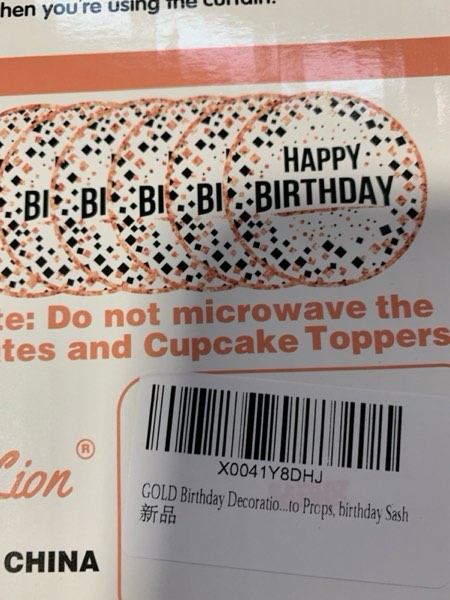 hen you're using the curtain.
BI BI BI BI HAPPY
BIRTHDAY
te: Do not microwave the
tes and Cupcake Toppers
Lion ®
CHINA
X0041Y8DHJ
GOLD Birthday Decoratio...to Props, birthday Sash
新品